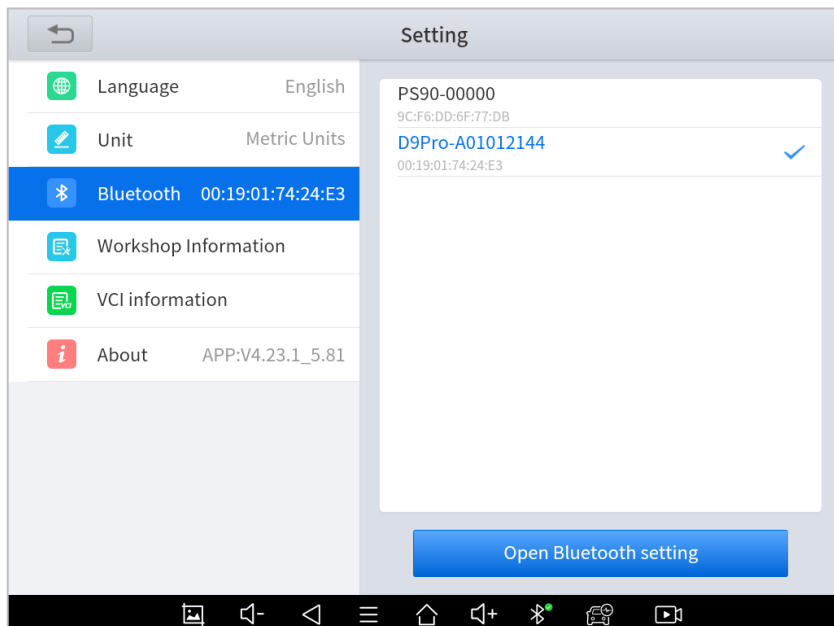 Setting
Language English
Unit Metric Units
Bluetooth 00:19:01:74:24:E3
Workshop Information
VCI information
About APP:V4.23.1_5.81
PS90-00000
9C:F6:DD:6F:77:DB
D9Pro-A01012144
00:19:01:74:24:E3
Open Bluetooth setting